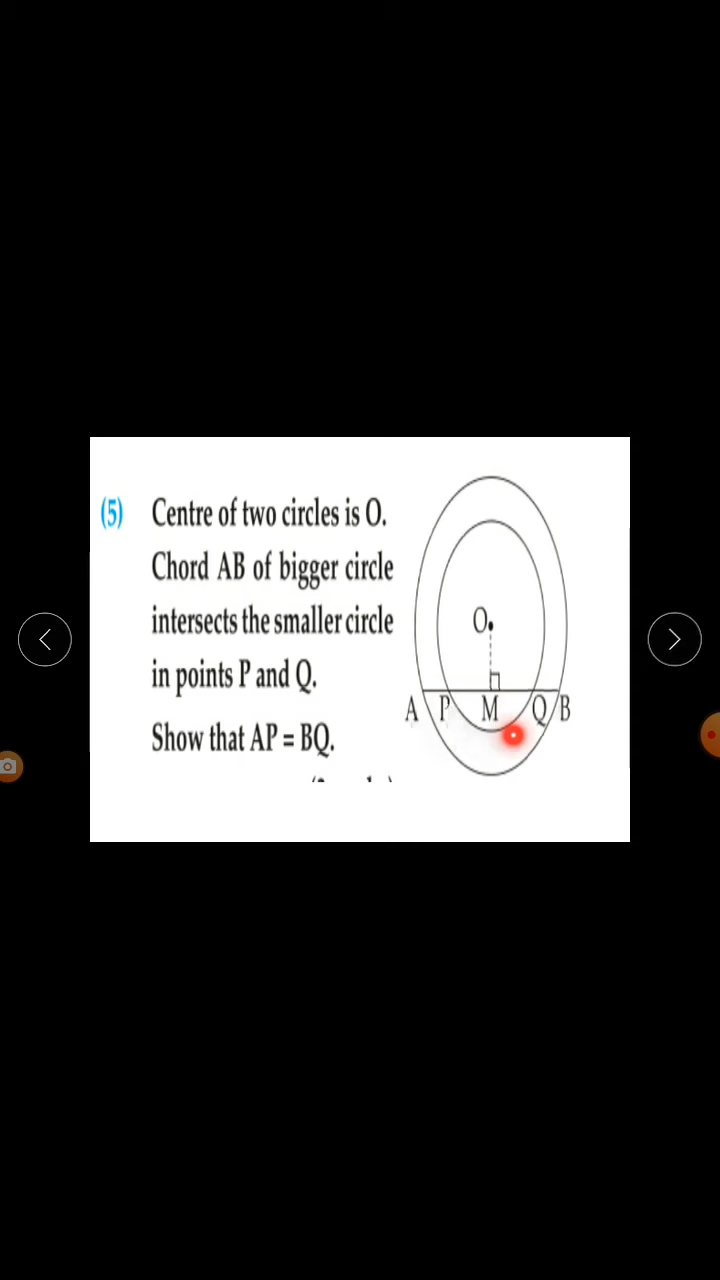 (5) Centre of two circles is O.
Chord AB of bigger circle
intersects the smaller circle
in points P and Q.
Show that AP = BQ.
O
A P M Q B